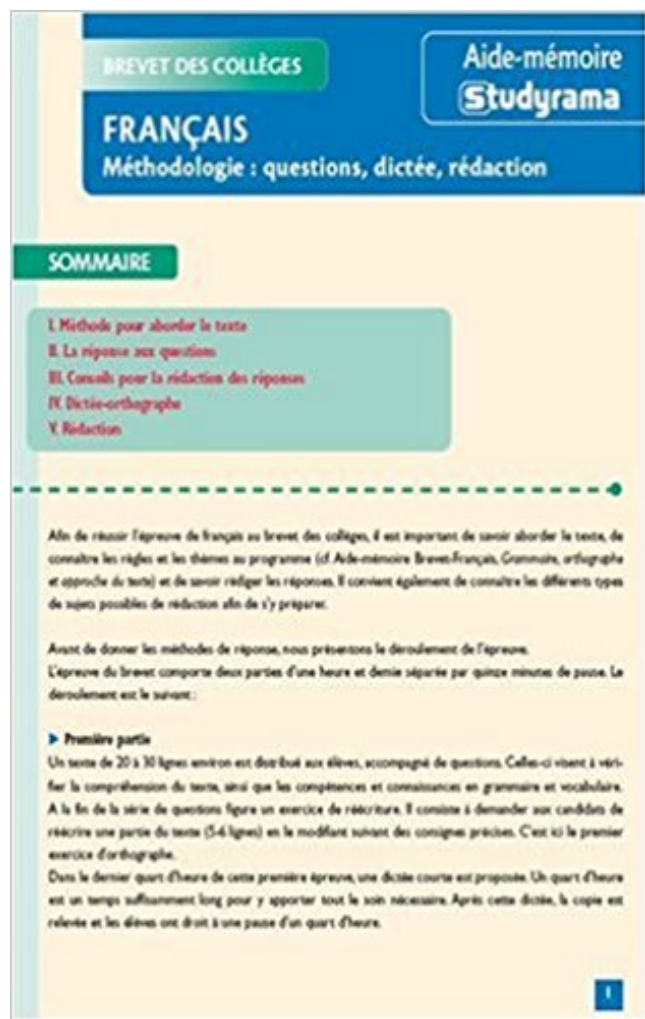 BREVET DES COLLÈGES
Aide-mémoire
Studyrama
FRANÇAIS
Méthodologie : questions, dictée, rédaction
SOMMAIRE
I. Méthode pour aborder le texte
II. La réponse aux questions
III. Conseils pour la rédaction des réponses
IV. Dictée-orthographe
V. Rédaction
Afin de réussir l'épreuve de français au brevet des collèges, il est important de savoir aborder le texte, de
connaître les règles et les thèmes au programme (cf. Aide-mémoire Brevet-Français, Grammaire, orthographe
et approche du texte) et de savoir rédiger les réponses. Il convient également de connaître les différents types
de sujets possibles de rédaction afin de s'y préparer.
Avant de donner les méthodes de réponse, nous présentons le déroulement de l'épreuve.
L'épreuve du brevet comporte deux parties d'une heure et demie séparée par quinze minutes de pause. Le
déroulement est le suivant :
▶ Première partie
Un texte de 20 à 30 lignes environ est distribué aux élèves, accompagné de questions. Celles-ci visent à véri-
fier la compréhension du texte, ainsi que les compétences et connaissances en grammaire et vocabulaire.
A la fin de la série de questions figure un exercice de réécriture. Il consiste à demander aux candidats de
réécrire une partie du texte (5-6 lignes) en le modifiant suivant des consignes précises. C'est ici le premier
exercice d'orthographe.
Dans le dernier quart d'heure de cette première épreuve, une dictée courte est proposée. Un quart d'heure
est un temps suffisamment long pour y apporter tout le soin nécessaire. Après cette dictée, la copie est
relevée et les élèves ont droit à une pause d'un quart d'heure.
1